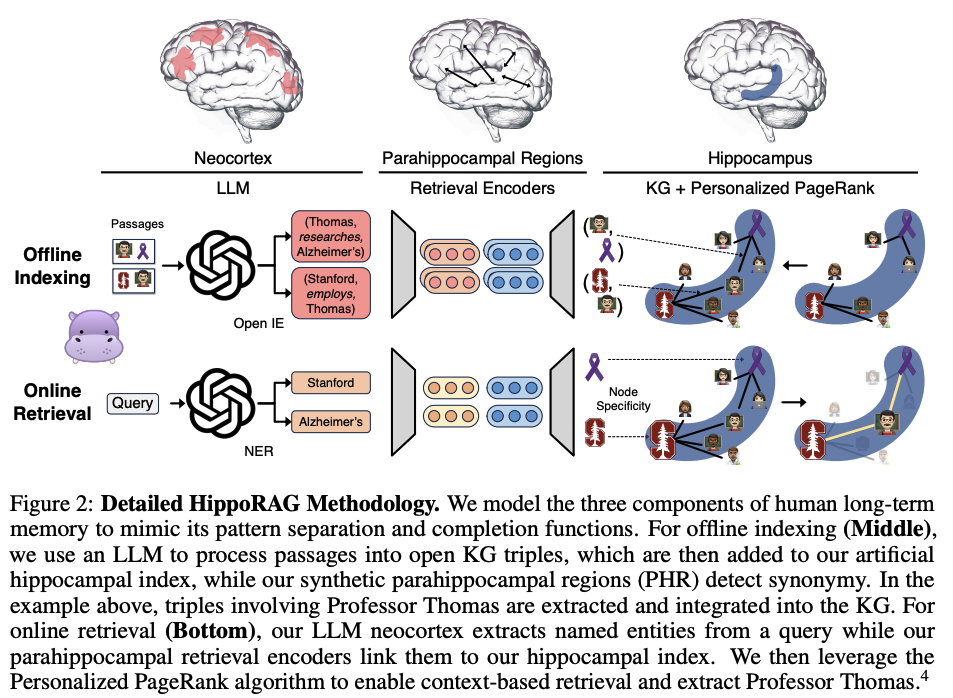 Neocortex
Parahippocampal Regions
Hippocampus
LLM
Retrieval Encoders
KG + Personalized PageRank
Offline
Indexing
Passages
(Thomas,
researches,
Alzheimer's)
(Stanford,
employs,
Thomas)
Open IE
(
,
)
(
,
)
Online
Retrieval
Query
Stanford
Alzheimer's
NER
Node
Specificity
Figure 2: Detailed HippoRAG Methodology. We model the three components of human long-term
memory to mimic its pattern separation and completion functions. For offline indexing (Middle),
we use an LLM to process passages into open KG triples, which are then added to our artificial
hippocampal index, while our synthetic parahippocampal regions (PHR) detect synonymy. In the
example above, triples involving Professor Thomas are extracted and integrated into the KG. For
online retrieval (Bottom), our LLM neocortex extracts named entities from a query while our
parahippocampal retrieval encoders link them to our hippocampal index. We then leverage the
Personalized PageRank algorithm to enable context-based retrieval and extract Professor Thomas.4